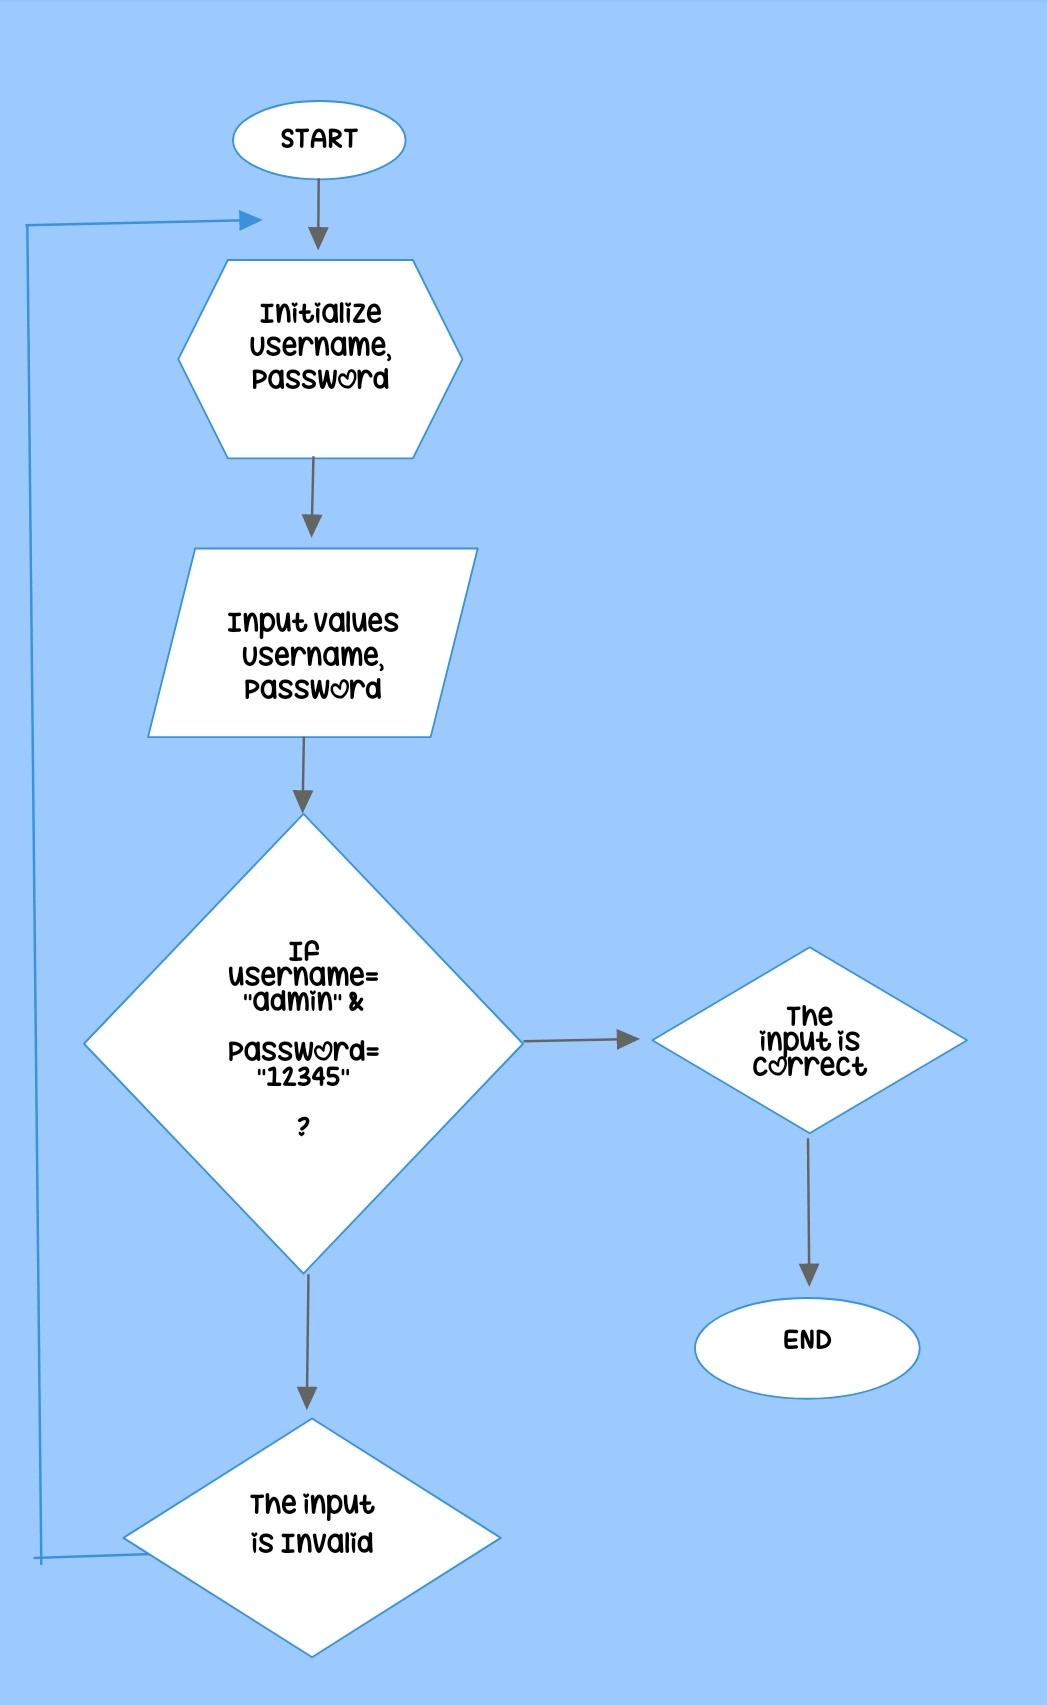 START
Initialize
username,
password
Input values
username,
password
If
username=
"admin" &
password=
"12345"
?
The
input is
correct
END
The input
is Invalid